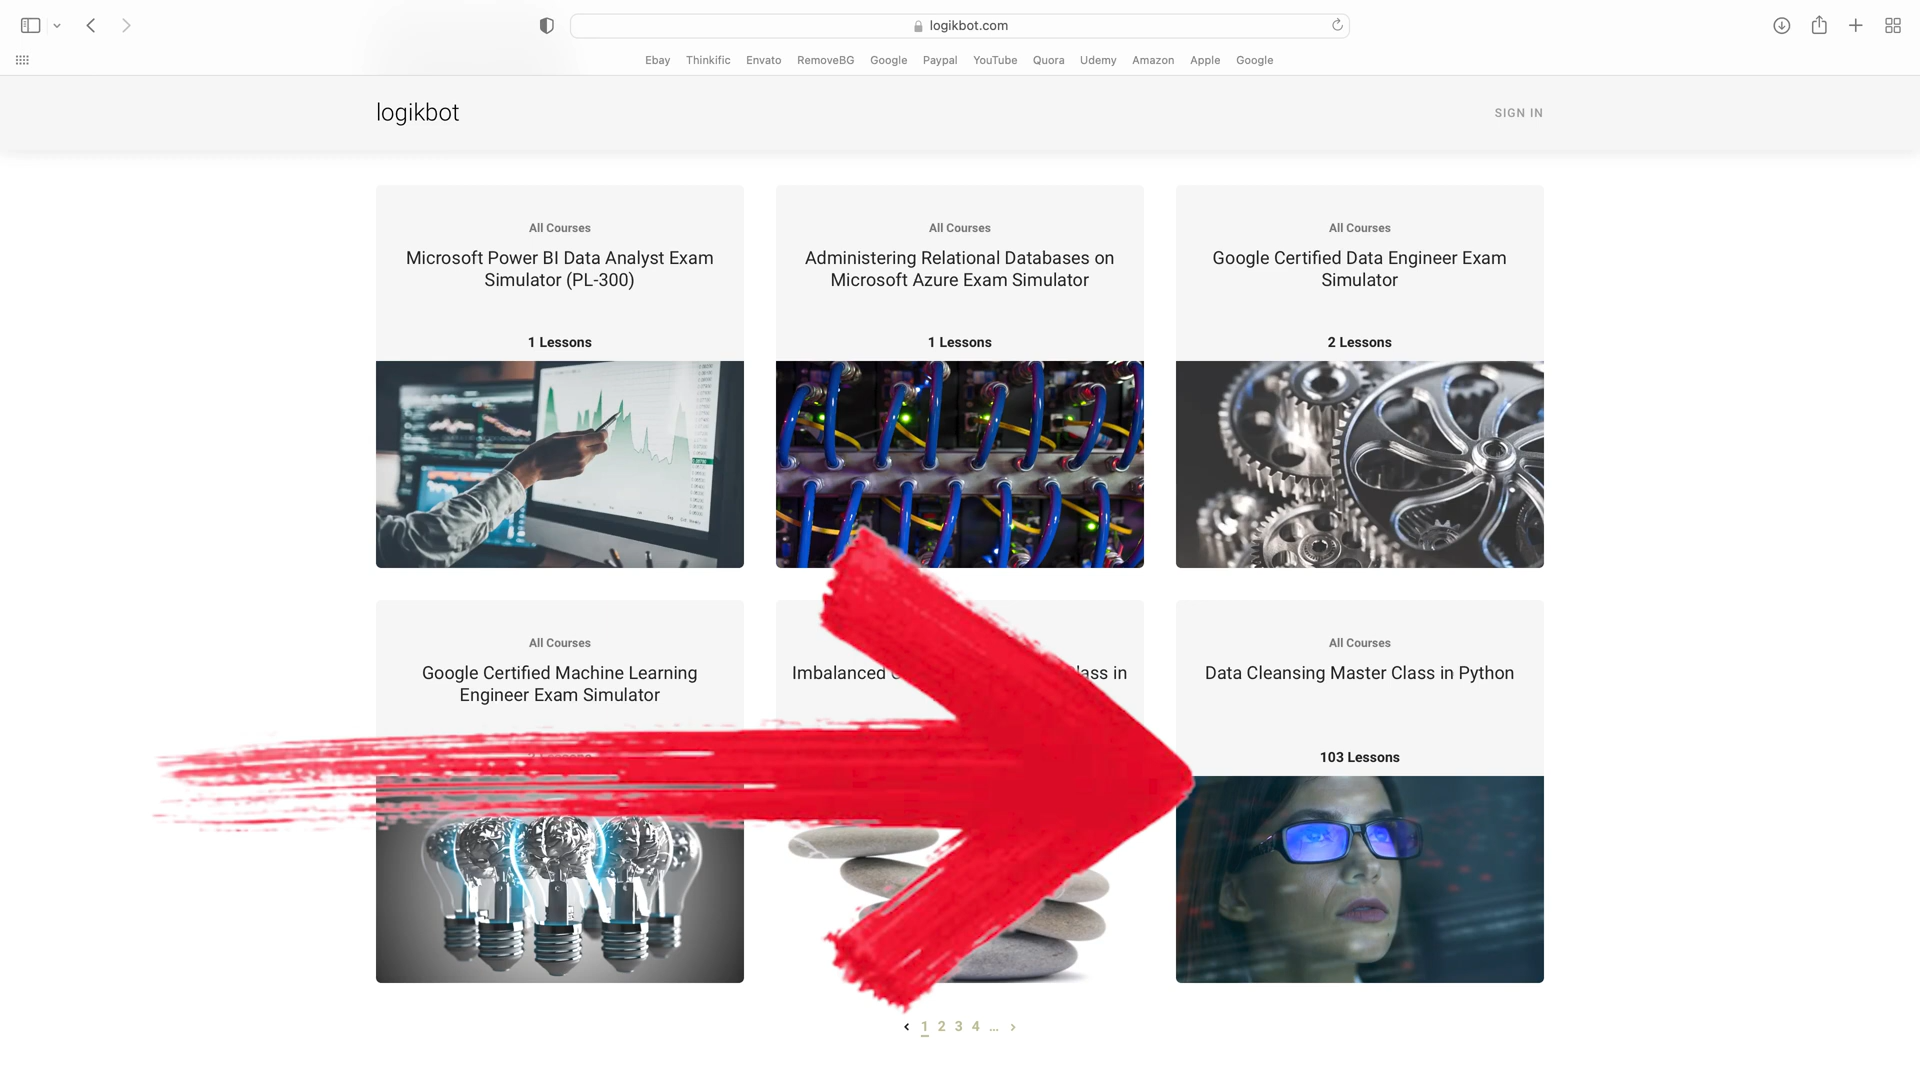 logikbot.com
Ebay Thinkific Envato RemoveBG Google Paypal YouTube Quora Udemy Amazon Apple Google
logikbot
SIGN IN
All Courses
Microsoft Power BI Data Analyst Exam
Simulator (PL-300)
1 Lessons
All Courses
Administering Relational Databases on
Microsoft Azure Exam Simulator
1 Lessons
All Courses
Google Certified Data Engineer Exam
Simulator
2 Lessons
All Courses
Google Certified Machine Learning
Engineer Exam Simulator
Imbalanced
in
All Courses
Data Cleansing Master Class in Python
103 Lessons
‹ 1 2 3 4 ... ›